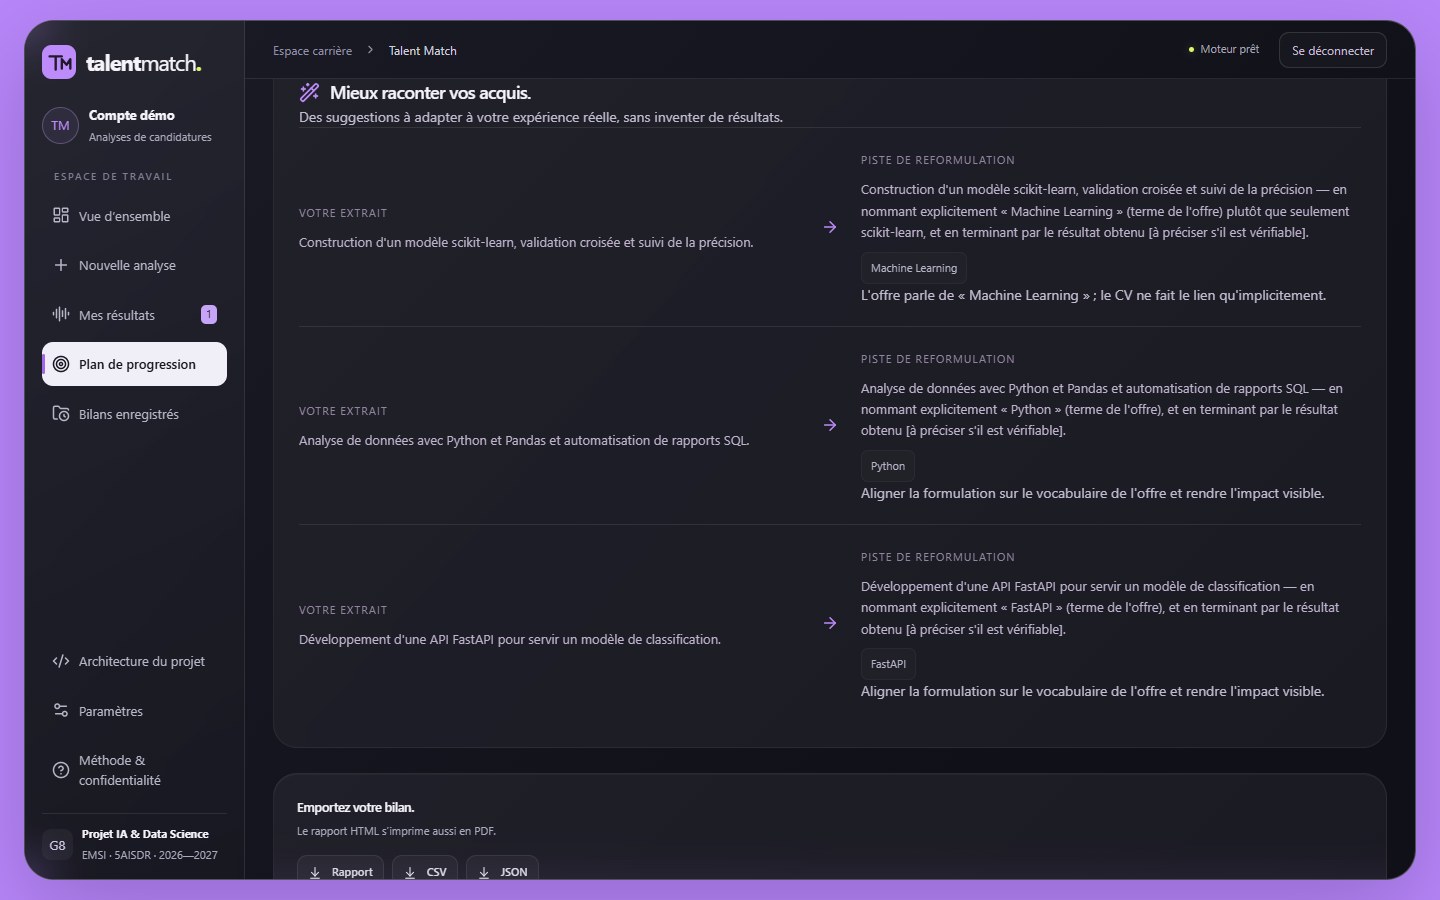 TM talentmatch.
TM
Compte démo
Analyses de candidatures
ESPACE DE TRAVAIL
Vue d'ensemble
Nouvelle analyse
Mes résultats 1
Plan de progression
Bilans enregistrés
Architecture du projet
Paramètres
Méthode &
confidentialité
G8
Projet IA & Data Science
EMSI · 5AISDR · 2026—2027
Espace carrière > Talent Match
Moteur prêt
Se déconnecter
Mieux raconter vos acquis.
Des suggestions à adapter à votre expérience réelle, sans inventer de résultats.
VOTRE EXTRAIT
Construction d'un modèle scikit-learn, validation croisée et suivi de la précision.
PISTE DE REFORMULATION
Construction d'un modèle scikit-learn, validation croisée et suivi de la précision — en
nommant explicitement « Machine Learning » (terme de l'offre) plutôt que seulement
scikit-learn, et en terminant par le résultat obtenu [à préciser s'il est vérifiable].
Machine Learning
L'offre parle de « Machine Learning » ; le CV ne fait le lien qu'implicitement.
VOTRE EXTRAIT
Analyse de données avec Python et Pandas et automatisation de rapports SQL.
PISTE DE REFORMULATION
Analyse de données avec Python et Pandas et automatisation de rapports SQL — en
nommant explicitement « Python » (terme de l'offre), et en terminant par le résultat
obtenu [à préciser s'il est vérifiable].
Python
Aligner la formulation sur le vocabulaire de l'offre et rendre l'impact visible.
VOTRE EXTRAIT
Développement d'une API FastAPI pour servir un modèle de classification.
PISTE DE REFORMULATION
Développement d'une API FastAPI pour servir un modèle de classification — en
nommant explicitement « FastAPI » (terme de l'offre), et en terminant par le résultat
obtenu [à préciser s'il est vérifiable].
FastAPI
Aligner la formulation sur le vocabulaire de l'offre et rendre l'impact visible.
Emportez votre bilan.
Le rapport HTML s'imprime aussi en PDF.
Rapport
CSV
JSON